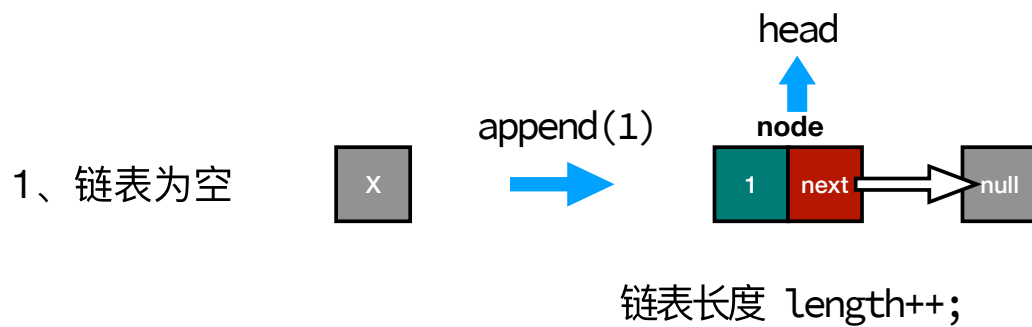 head
append(1)
node
1、链表为空
X
1
next
null
链表长度 length++;